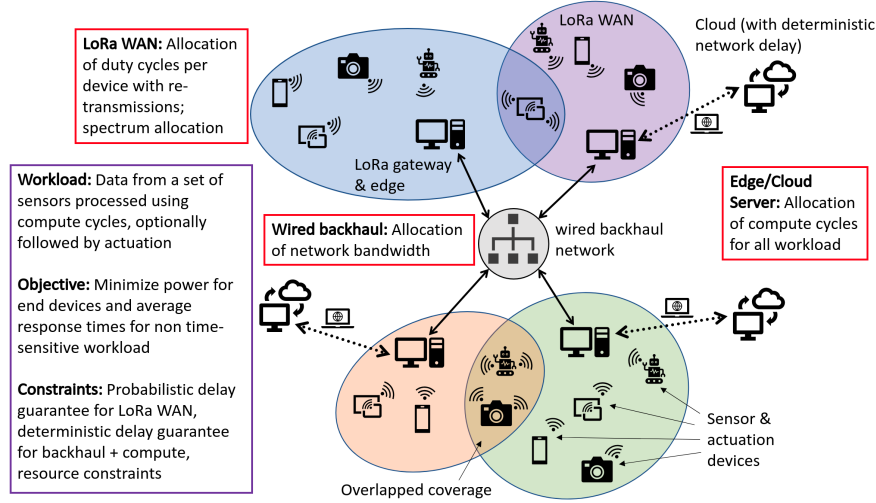 LoRa WAN
Cloud (with deterministic
network delay)
LoRa WAN: Allocation
of duty cycles per
device with re-
transmissions;
spectrum allocation
LoRa gateway
& edge
Workload: Data from a set of
sensors processed using
compute cycles, optionally
followed by actuation
Objective: Minimize power for
end devices and average
response times for non time-
sensitive workload
Constraints: Probabilistic delay
guarantee for LoRa WAN,
deterministic delay guarantee
for backhaul + compute,
resource constraints
Wired backhaul: Allocation
of network bandwidth
wired backhaul
network
Edge/Cloud
Server: Allocation
of compute cycles
for all workload
Sensor &
actuation
devices
Overlapped coverage